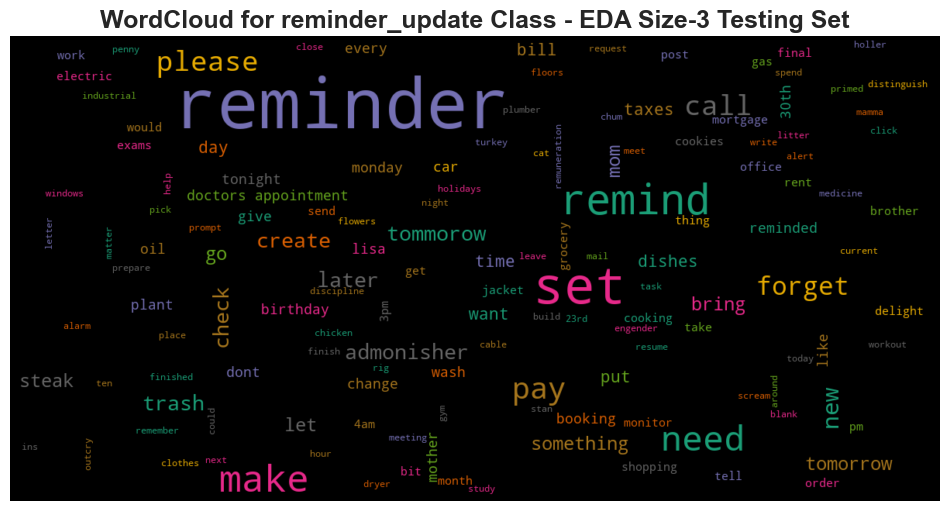 WordCloud for reminder_update Class - EDA Size-3 Testing Set
work penny close every bill request post gas final holler
electric please floors spend distinguish
industrial reminder plumber taxes call 30th primed mamma
would chum mortgage click
exams day turkey remuneration mom cookies litter write
monday car cat meet office alert
windows help tonight doctors appointment holidays remind rent medicine
pick give send night thing brother
letter matter prompt flowers tommorow grocery reminded current
oil go create lisa leave mail
prepare later get time set dishes task forget
plant check discipline 3pm jacket bring delight
birthday want build 23rd cooking take
alarm place chicken engender like workout
finish admonisher cable resume today
steak ten finished dont rig wash pay put around scream
change
trash could gym stan booking monitor blank new
remember let 4am need pm
ins outcry meeting mother something
clothes next hour bit shopping tell tomorrow
make dryer month study order